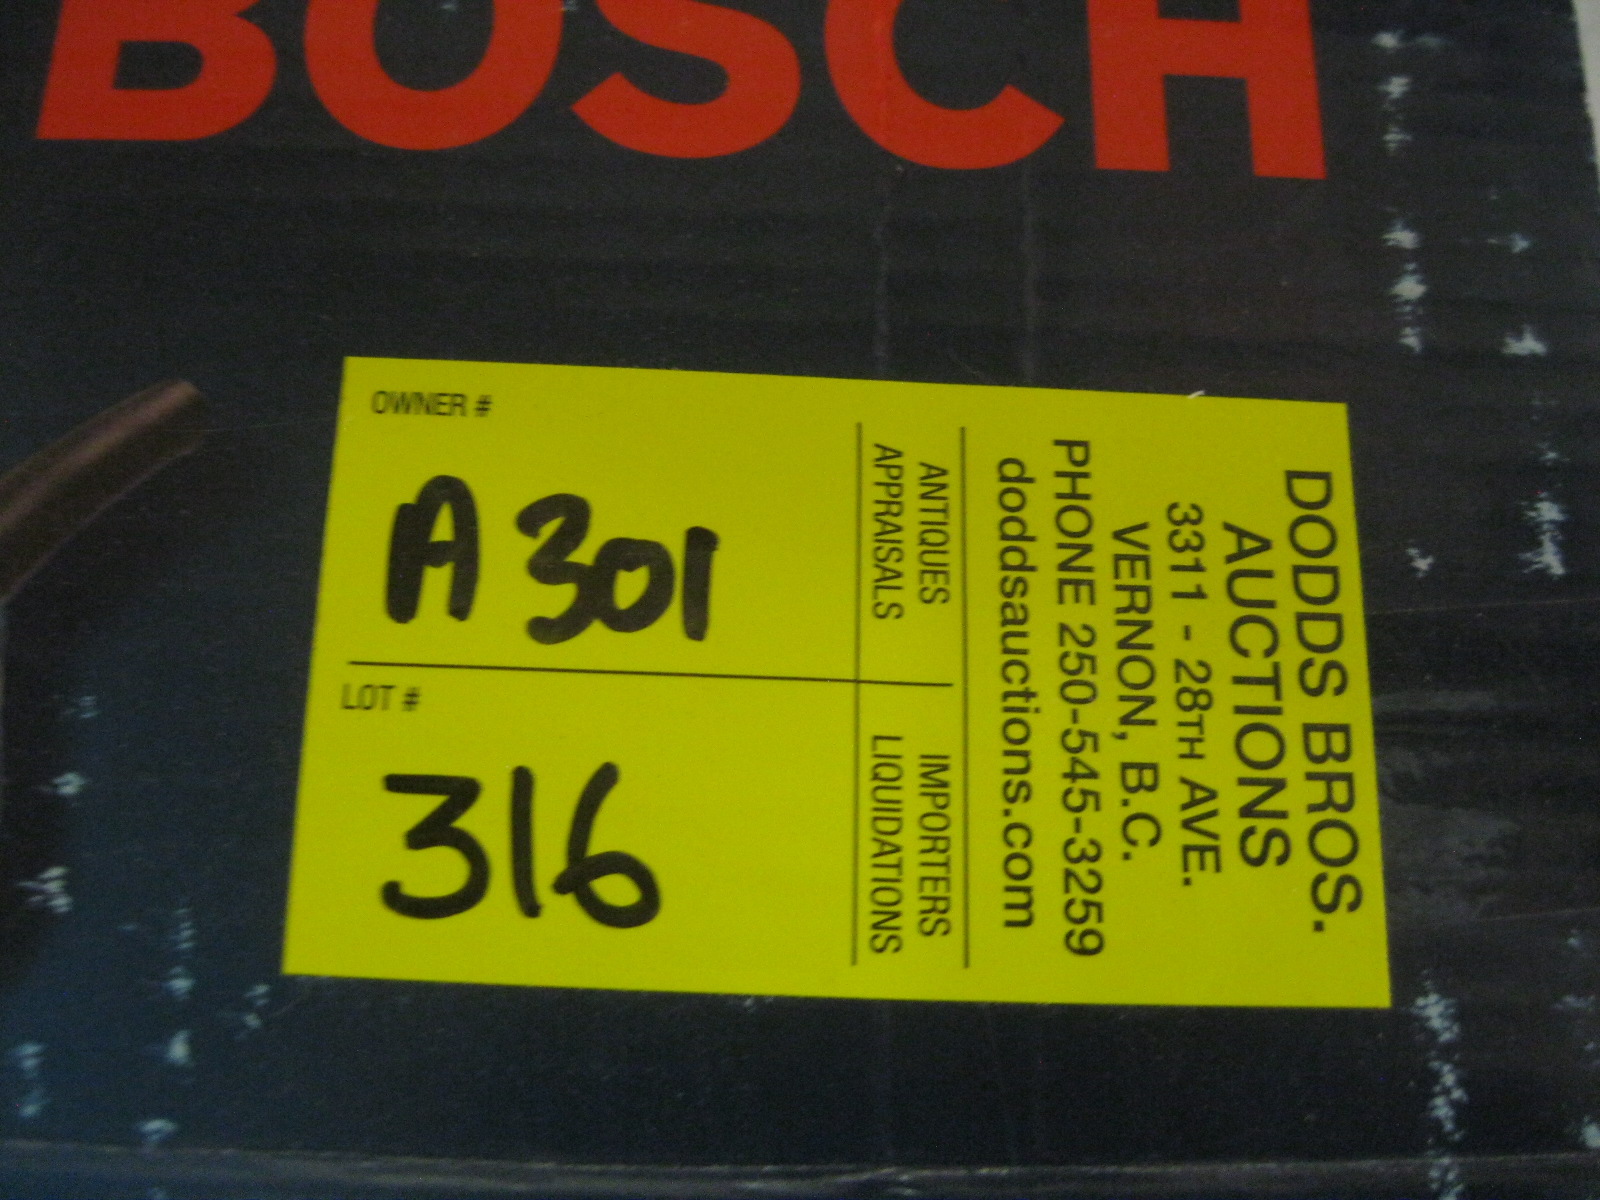 BOSCH
OWNER #
A301
LOT #
316
ANTIQUES IMPORTERS
APPRAISALS LIQUIDATIONS
DODDS BROS.
AUCTIONS
3311 - 28TH AVE.
VERNON, B.C.
PHONE 250-545-3259
doddsauctions.com